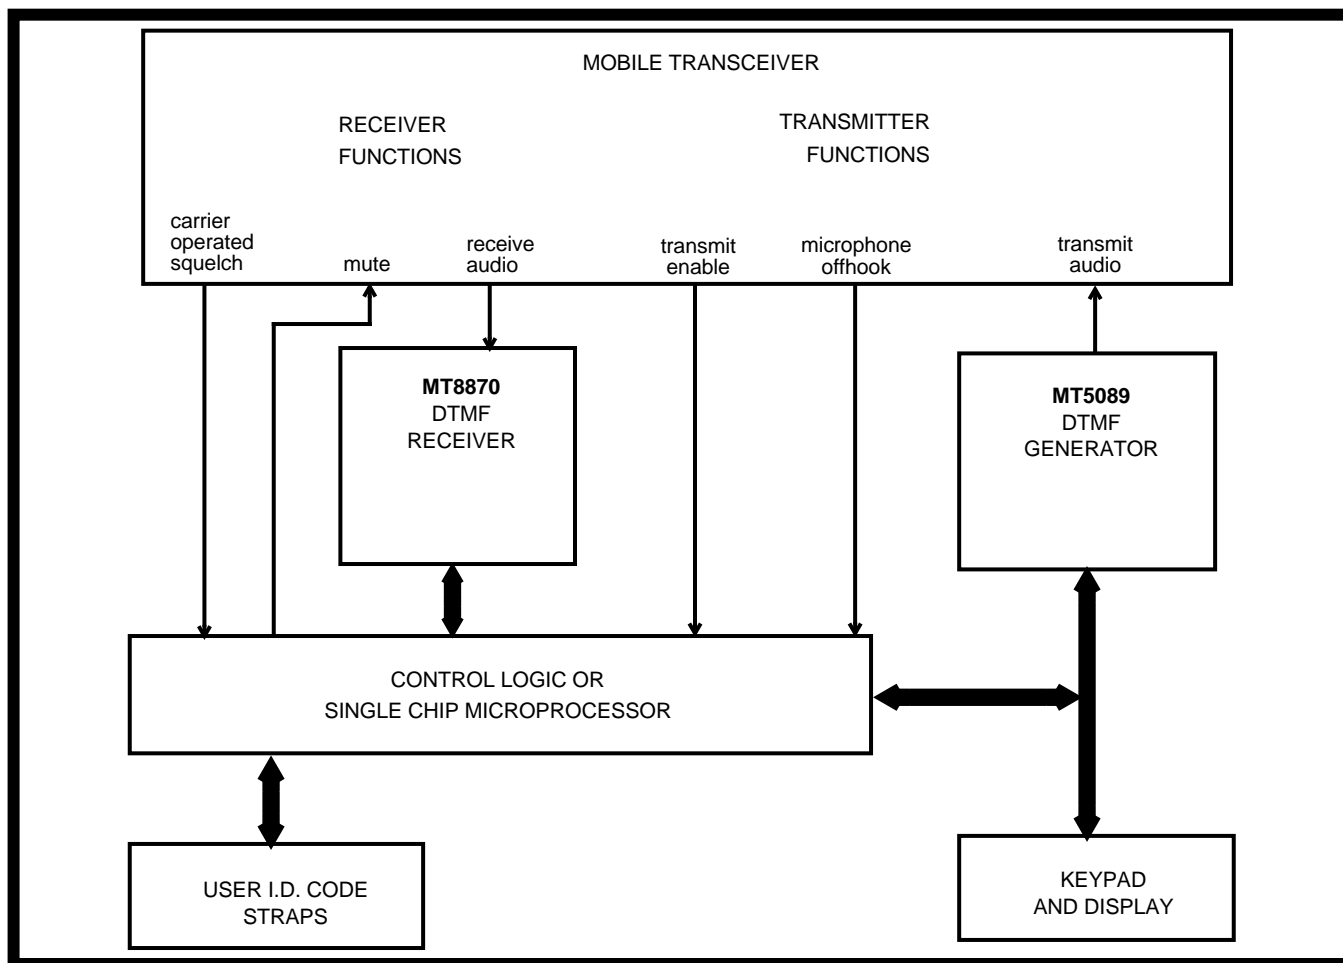 MOBILE TRANSCEIVER
RECEIVER
FUNCTIONS
TRANSMITTER
FUNCTIONS
carrier
operated
squelch
mute
receive
audio
transmit
enable
microphone
offhook
transmit
audio
MT8870
DTMF
RECEIVER
MT5089
DTMF
GENERATOR
CONTROL LOGIC OR
SINGLE CHIP MICROPROCESSOR
USER I.D. CODE
STRAPS
KEYPAD
AND DISPLAY